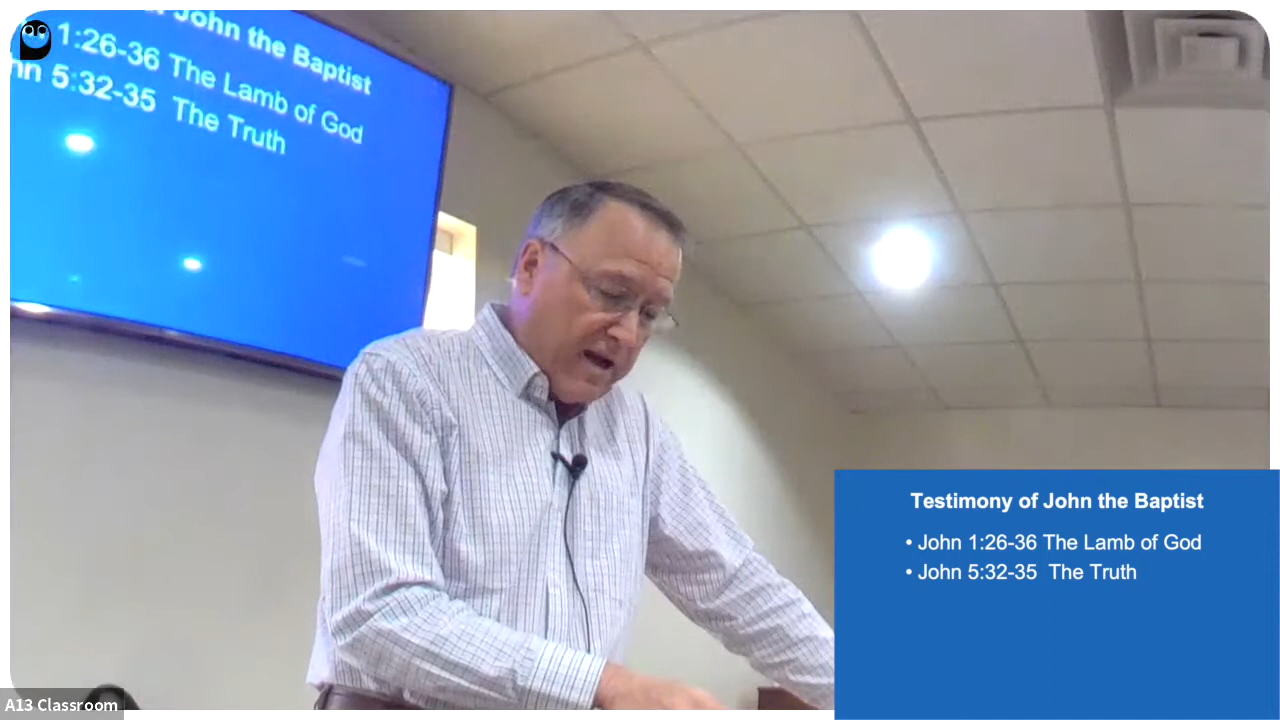 John the Baptist
1:26-36 The Lamb of God
hn 5:32-35 The Truth
Testimony of John the Baptist
• John 1:26-36 The Lamb of God
• John 5:32-35 The Truth
A13 Classroom